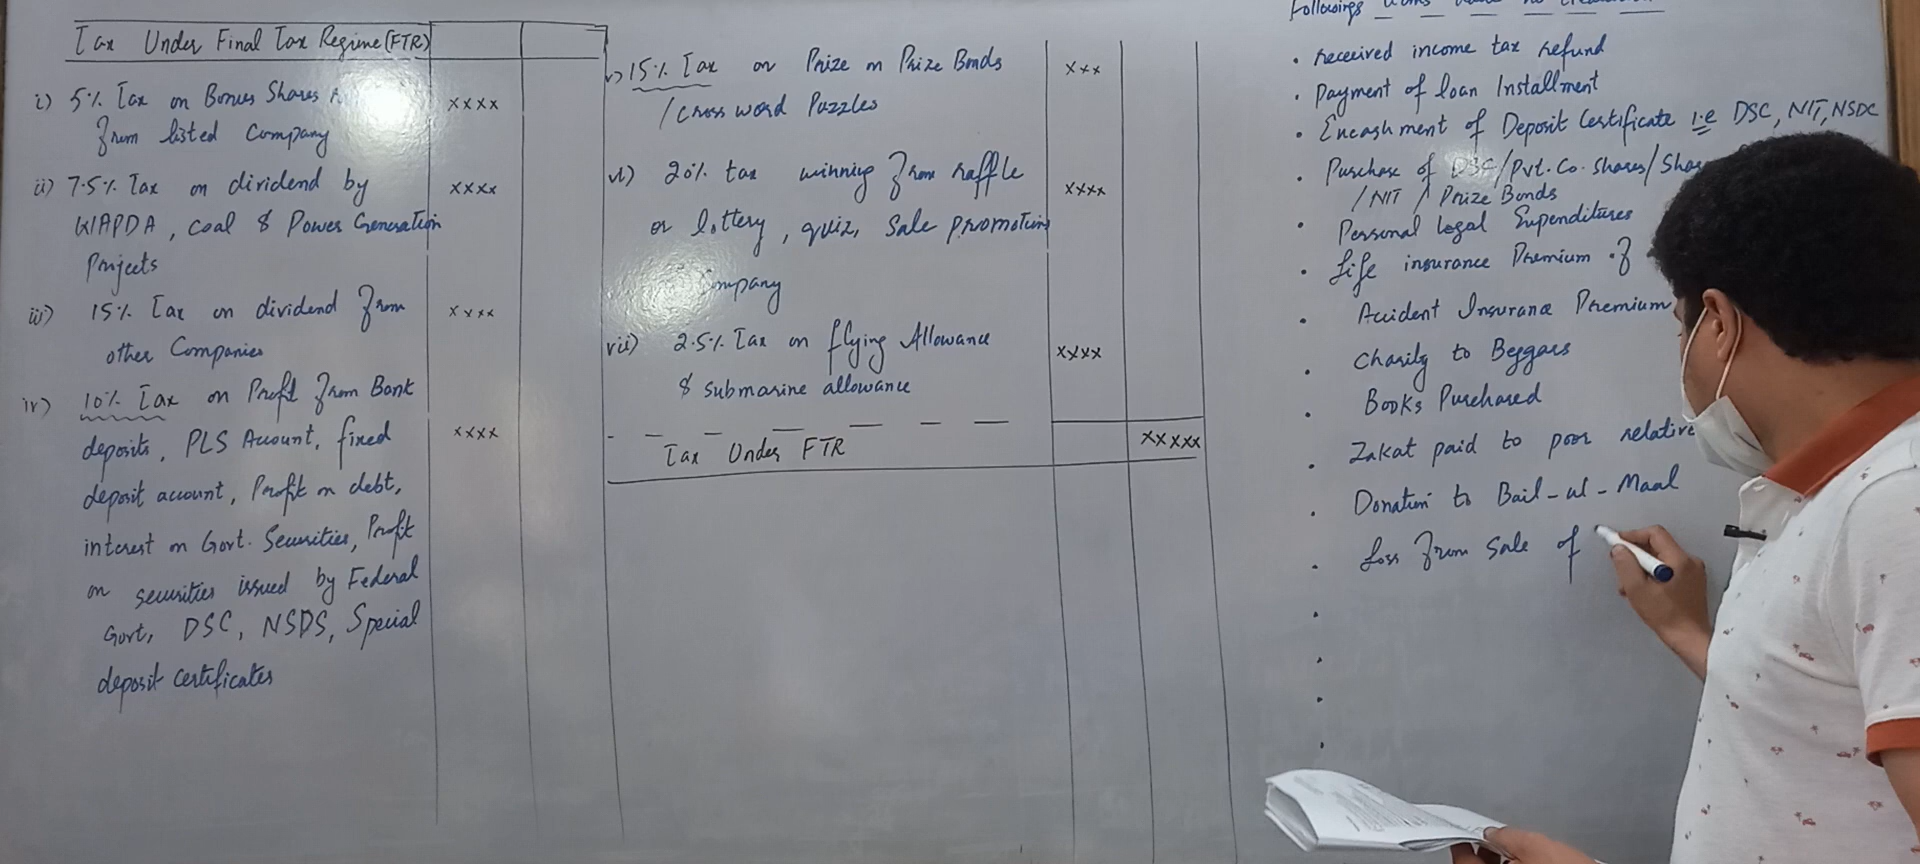 Tax Under Final Tax Regime (FTR)
i) 5% Tax on Bonus Shares
from listed Company
xxxx
ii) 7.5% Tax on dividend by
WAPDA, Coal & Power Generation
Projects
xxxx
iii) 15% Tax on dividend from
other Companies
xxxx
iv) 10% Tax on Profit from Bank
deposits, PLS Account, fixed
deposit account, Profit on debt,
interest on Govt. Securities, Profit
on securities issued by Federal
Govt, DSC, NSDS, Special
deposit certificates
xxxx
v) 15% Tax on Prize on Prize Bonds
/ Cross word Puzzles
xxx
vi) 20% tax winning from raffle
or lottery, quiz, Sale promotion
Company
xxxx
vii) 2.5% Tax on flying Allowance
& submarine allowance
xxxx
Tax Under FTR
xxxxx
Followings
• received income tax refund
• Payment of loan Installment
• Encashment of Deposit Certificate i.e DSC, NIT, NSDC
• Purchase of DSC/Pvt. Co. Shares/
/NIT / Prize Bonds
• Personal legal Expenditures
• Life insurance Premium of
• Accident Insurance Premium
• Charity to Beggars
• Books Purchased
• Zakat paid to poor relative
• Donation to Bail-ul-Maal
• Loss from Sale of